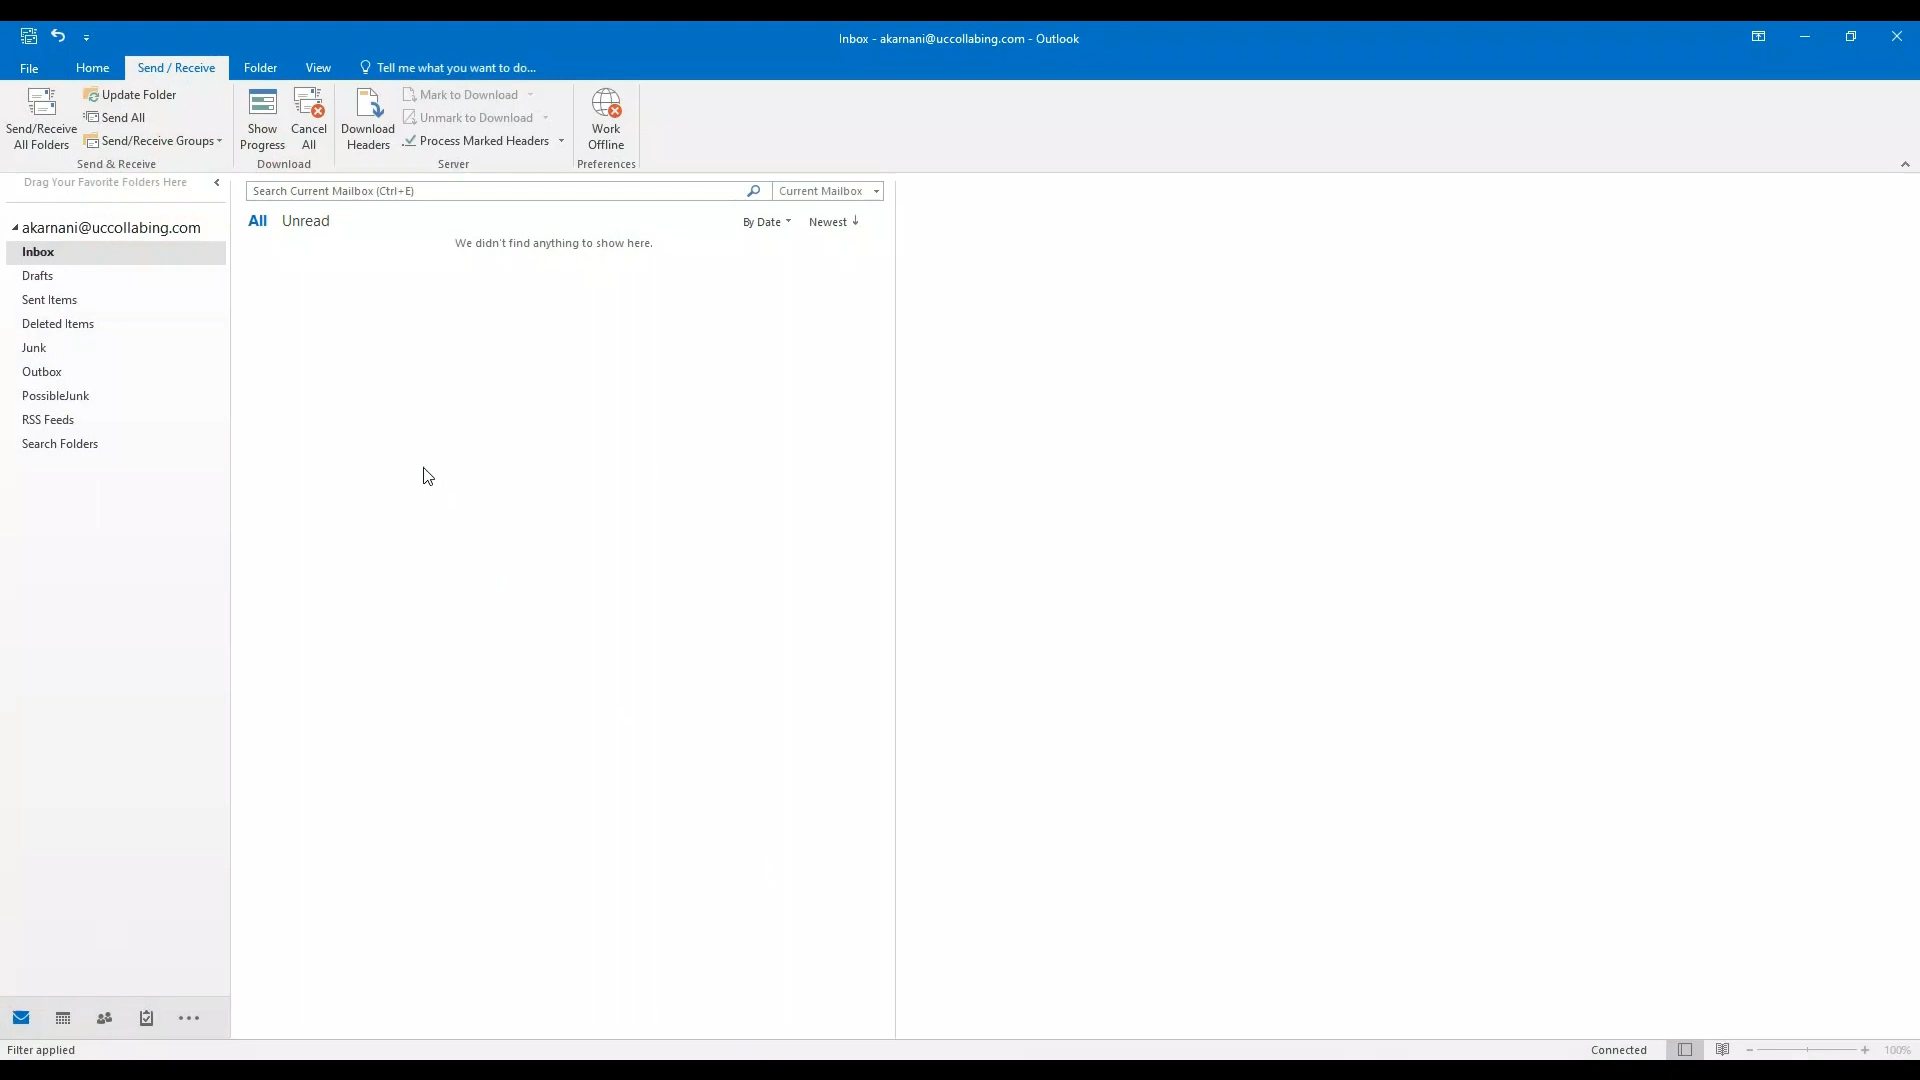 Inbox - akarnani@uccollabing.com - Outlook
File Home Send / Receive Folder View Tell me what you want to do...
Send/Receive All Folders
Update Folder
Send All
Send/Receive Groups
Send & Receive
Show Progress
Cancel All
Download
Download Headers
Mark to Download
Unmark to Download
Process Marked Headers
Server
Work Offline
Preferences
Drag Your Favorite Folders Here
akarnani@uccollabing.com
Inbox
Drafts
Sent Items
Deleted Items
Junk
Outbox
PossibleJunk
RSS Feeds
Search Folders
Search Current Mailbox (Ctrl+E) Current Mailbox
All Unread By Date Newest
We didn't find anything to show here.
Filter applied Connected 100%